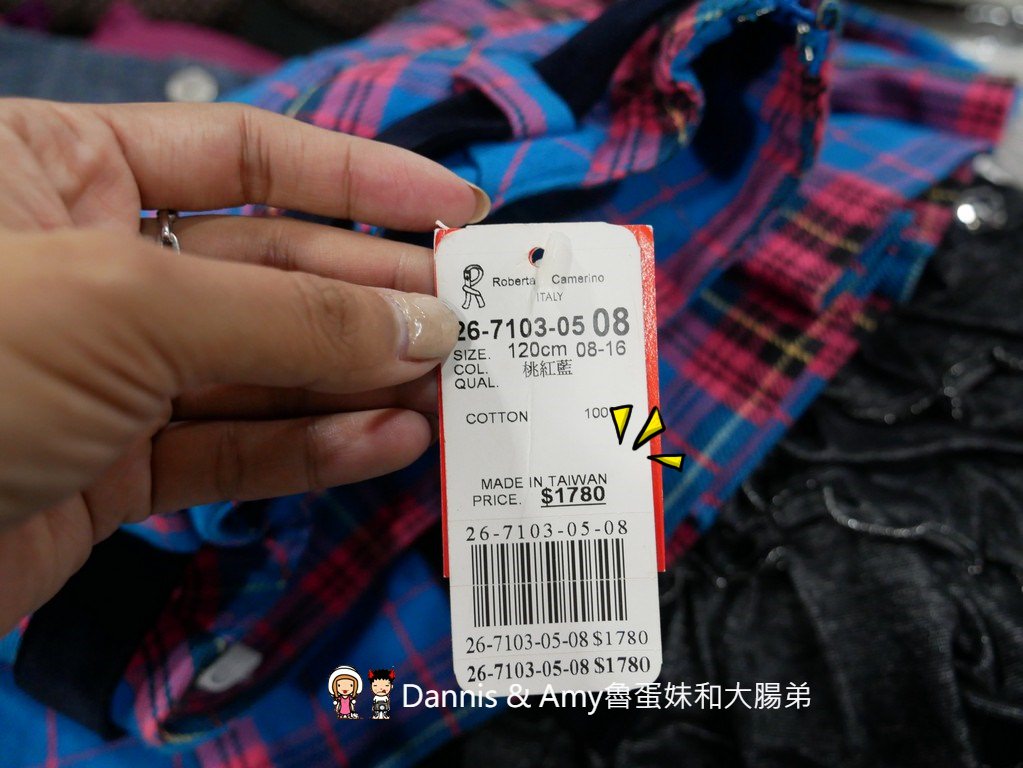 Roberta Camerino
ITALY
26-7103-05 08
SIZE. 120cm 08-16
COL. 桃紅藍
QUAL.
COTTON 100
MADE IN TAIWAN
PRICE. $1780
26-7103-05-08
26-7103-05-08 $1780
26-7103-05-08 $1780
Dannis & Amy魯蛋妹和大腸弟